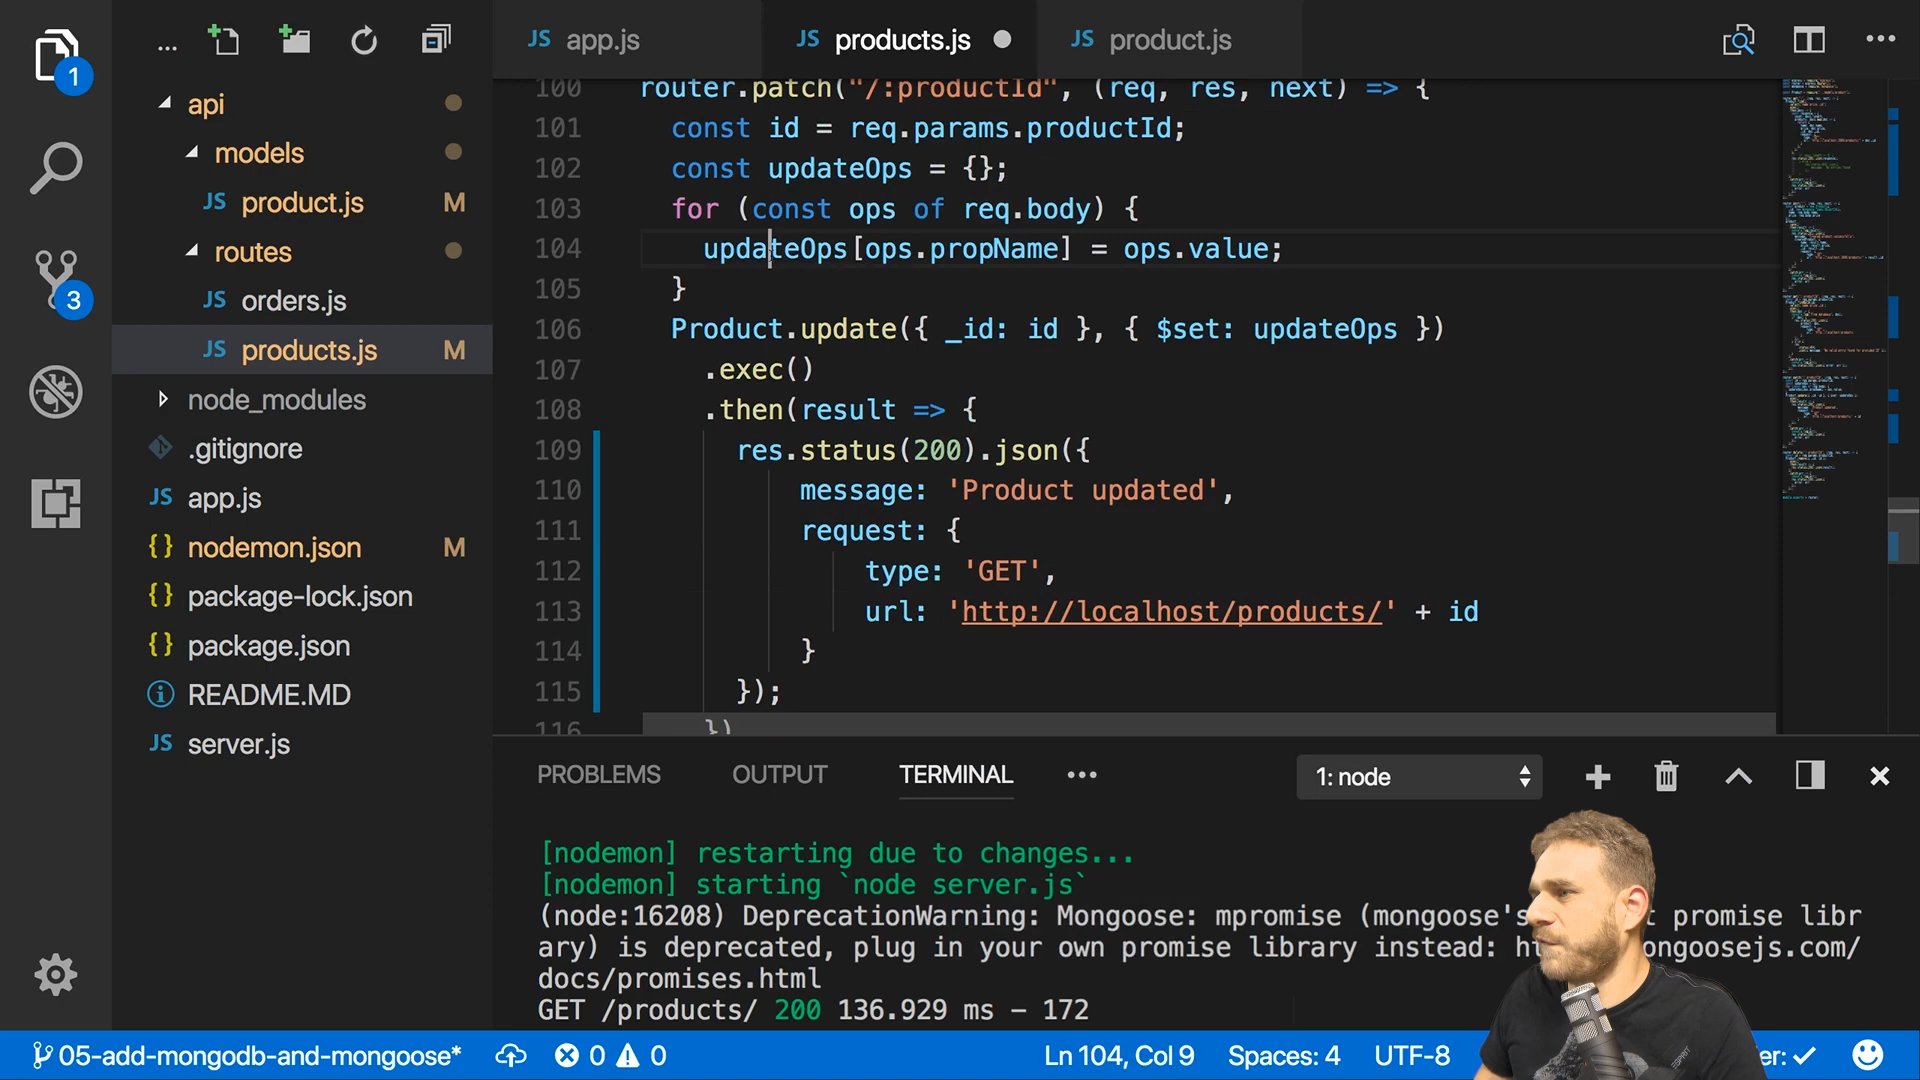 1
3
...
api
models
JS product.js M
routes
JS orders.js
JS products.js M
node_modules
.gitignore
JS app.js
{} nodemon.json M
{} package-lock.json
{} package.json
README.MD
JS server.js
JS app.js
JS products.js
JS product.js
100 router.patch("/:productId", (req, res, next) => {
101 const id = req.params.productId;
102 const updateOps = {};
103 for (const ops of req.body) {
104 updateOps[ops.propName] = ops.value;
105 }
106 Product.update({ _id: id }, { $set: updateOps })
107 .exec()
108 .then(result => {
109 res.status(200).json({
110 message: 'Product updated',
111 request: {
112 type: 'GET',
113 url: 'http://localhost/products/' + id
114 }
115 });
116 })
PROBLEMS OUTPUT TERMINAL ... 1: node
[nodemon] restarting due to changes...
[nodemon] starting `node server.js`
(node:16208) DeprecationWarning: Mongoose: mpromise (mongoose's promise libr
ary) is deprecated, plug in your own promise library instead: ongoosejs.com/
docs/promises.html
GET /products/ 200 136.929 ms - 172
05-add-mongodb-and-mongoose* 0 0 Ln 104, Col 9 Spaces: 4 UTF-8